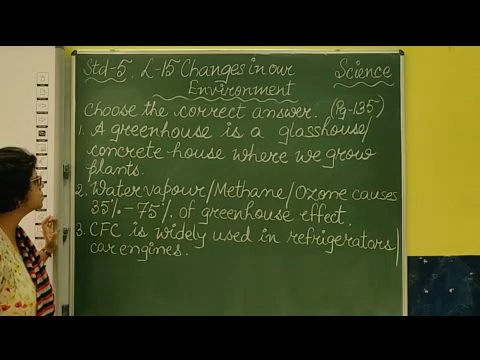 Std-5. L-15 Changes in our Science
Environment
Choose the correct answer. (Pg-135)
1. A greenhouse is a glasshouse/
concrete-house where we grow
plants.
2. Water vapour/Methane/Ozone causes
35%-75% of greenhouse effect.
3. CFC is widely used in refrigerators/
car engines.